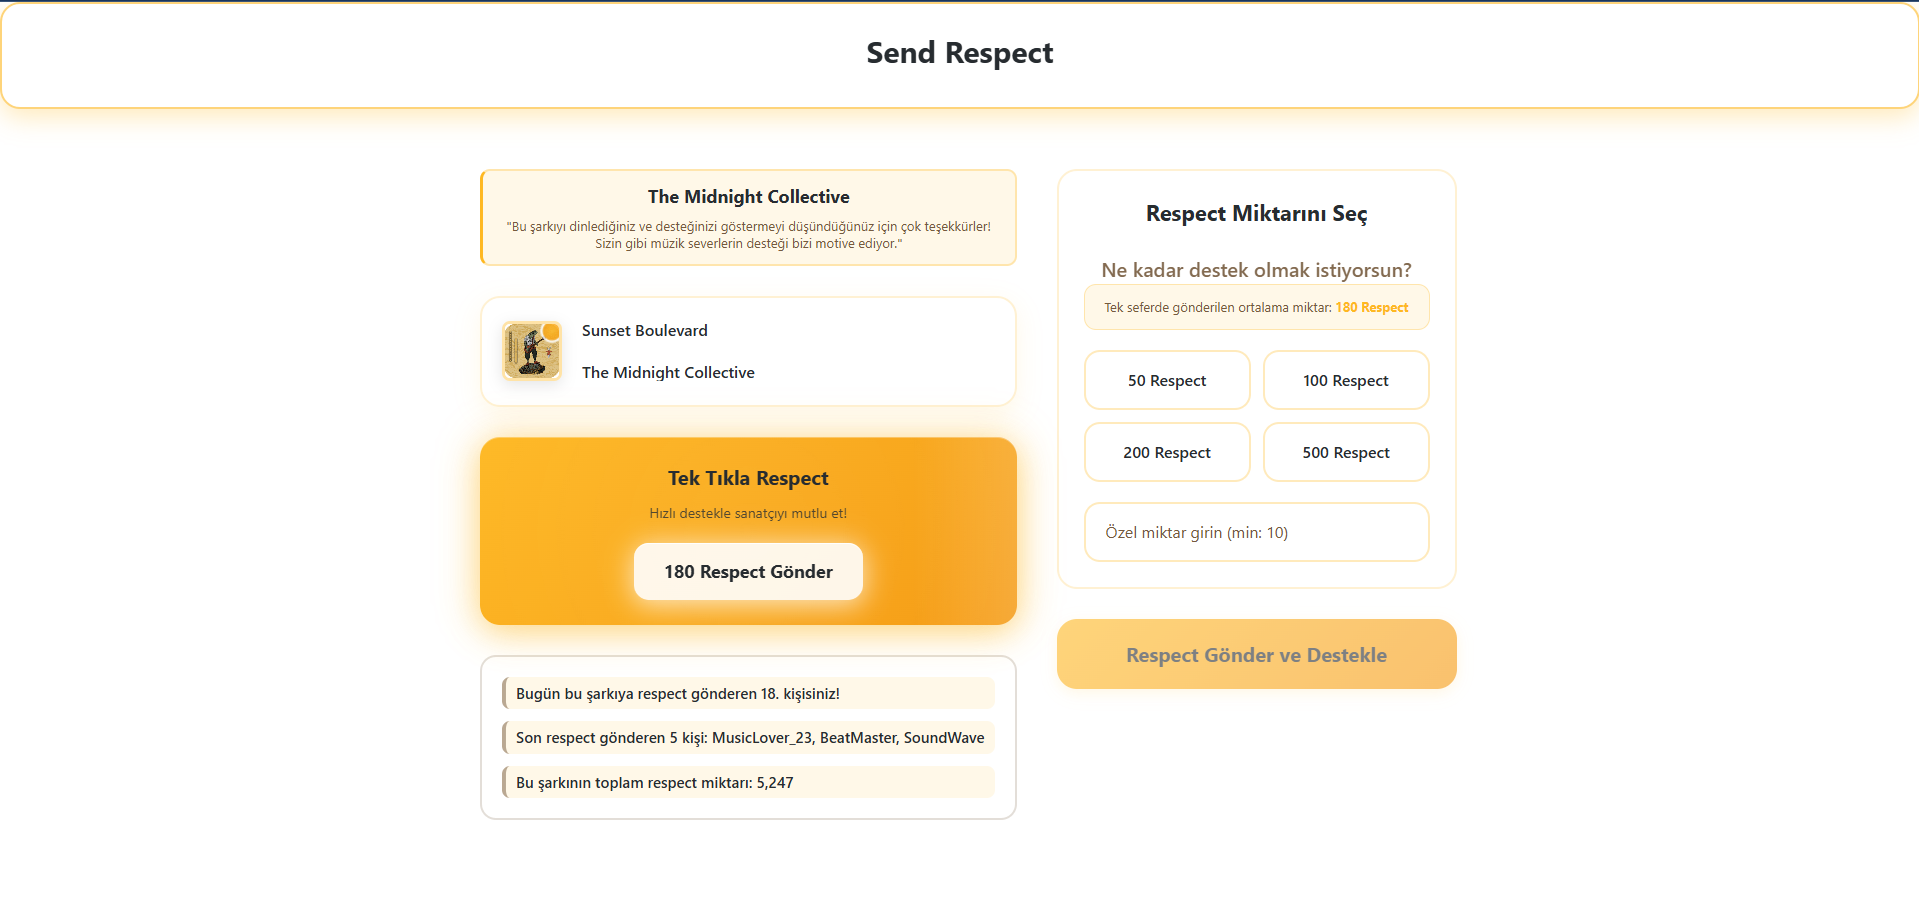 Send Respect
The Midnight Collective
"Bu şarkıyı dinlediğiniz ve desteğinizi göstermeyi düşündüğünüz için çok teşekkürler!
Sizin gibi müzik severlerin desteği bizi motive ediyor."
Sunset Boulevard
The Midnight Collective
Tek Tıkla Respect
Hızlı destekle sanatçıyı mutlu et!
180 Respect Gönder
Bugün bu şarkıya respect gönderen 18. kişisiniz!
Son respect gönderen 5 kişi: MusicLover_23, BeatMaster, SoundWave
Bu şarkının toplam respect miktarı: 5,247
Respect Miktarını Seç
Ne kadar destek olmak istiyorsun?
Tek seferde gönderilen ortalama miktar: 180 Respect
50 Respect
100 Respect
200 Respect
500 Respect
Özel miktar girin (min: 10)
Respect Gönder ve Destekle